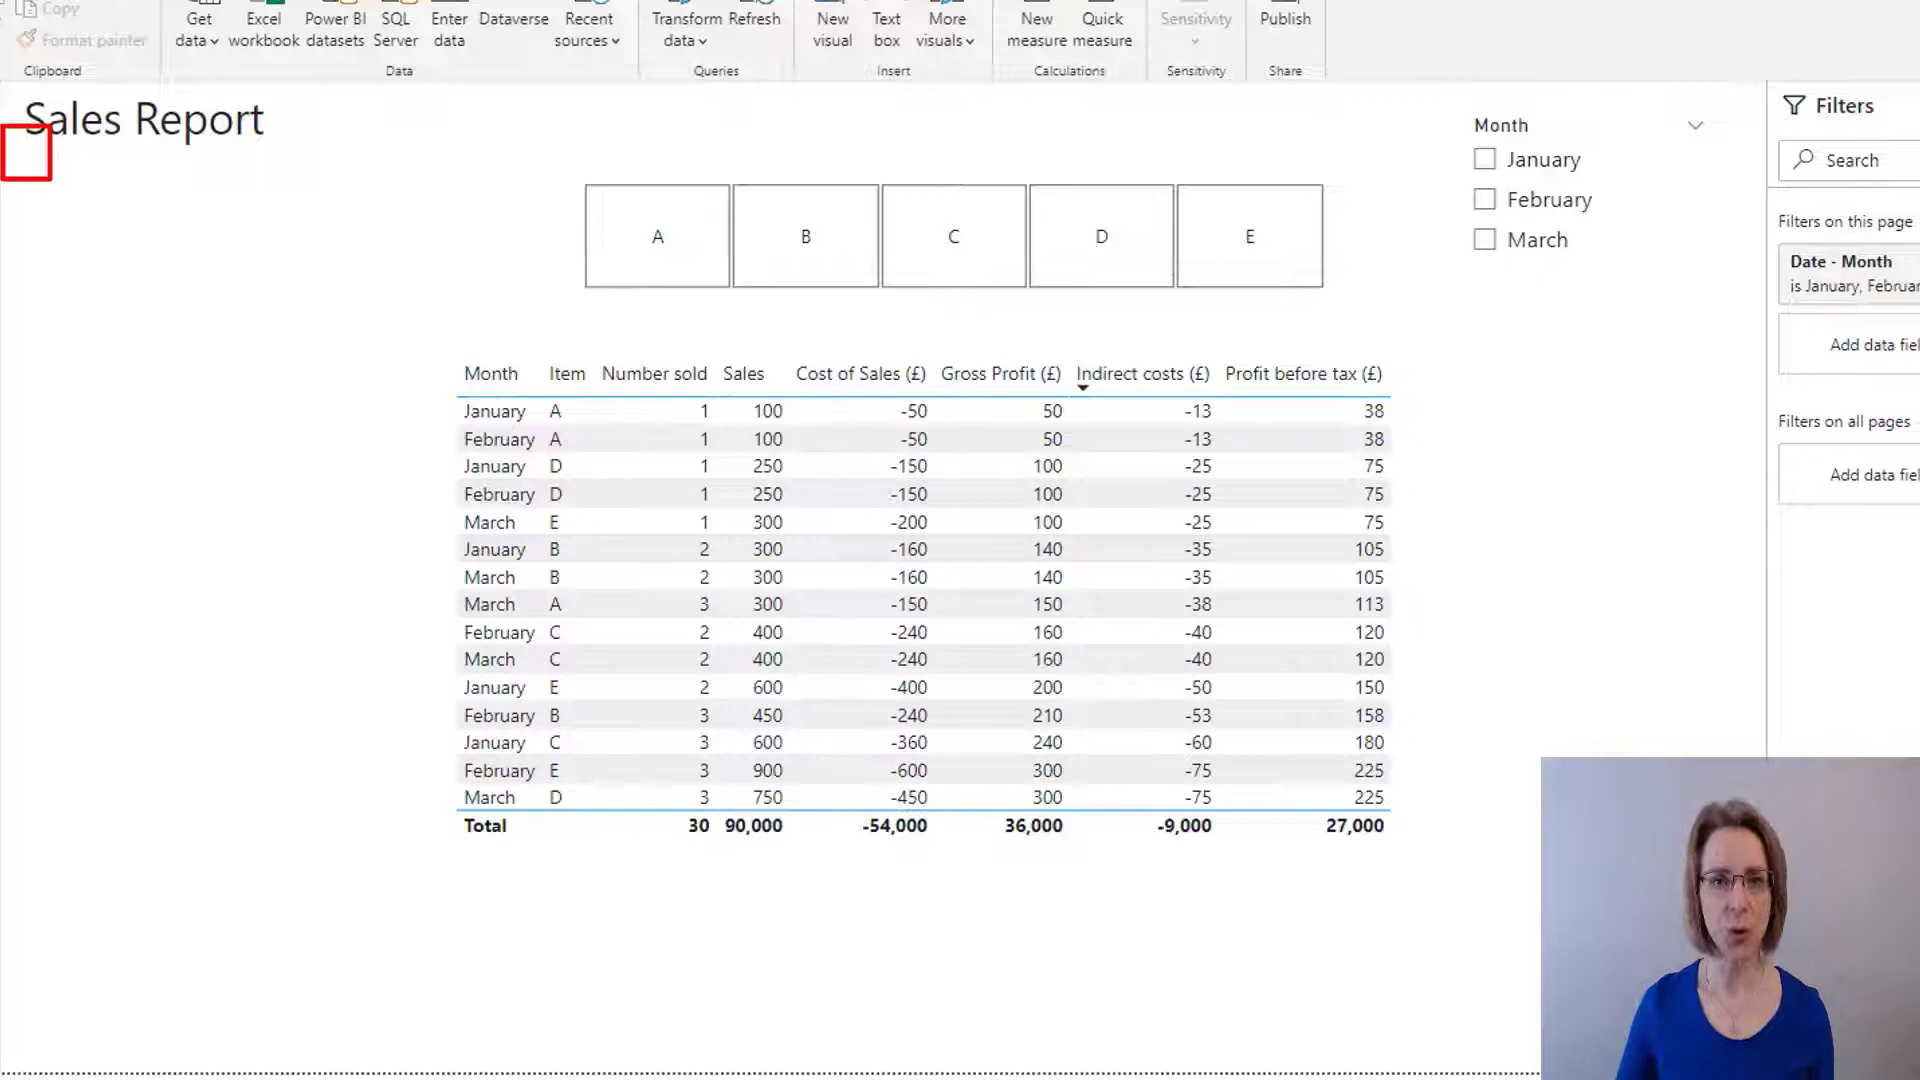 Copy
Format painter
Clipboard
Get data
Excel workbook
Power BI datasets
SQL Server
Enter data
Dataverse
Recent sources
Data
Transform data
Refresh
Queries
New visual
Text box
More visuals
Insert
New measure
Quick measure
Calculations
Sensitivity
Sensitivity
Publish
Share
Sales Report
A B C D E
Month
January
February
March
Filters
Search
Filters on this page
Date - Month
is January, Februar
Add data fiel
Filters on all pages
Add data fiel
Month Item Number sold Sales Cost of Sales (£) Gross Profit (£) Indirect costs (£) Profit before tax (£)
January A 1 100 -50 50 -13 38
February A 1 100 -50 50 -13 38
January D 1 250 -150 100 -25 75
February D 1 250 -150 100 -25 75
March E 1 300 -200 100 -25 75
January B 2 300 -160 140 -35 105
March B 2 300 -160 140 -35 105
March A 3 300 -150 150 -38 113
February C 2 400 -240 160 -40 120
March C 2 400 -240 160 -40 120
January E 2 600 -400 200 -50 150
February B 3 450 -240 210 -53 158
January C 3 600 -360 240 -60 180
February E 3 900 -600 300 -75 225
March D 3 750 -450 300 -75 225
Total 30 90,000 -54,000 36,000 -9,000 27,000